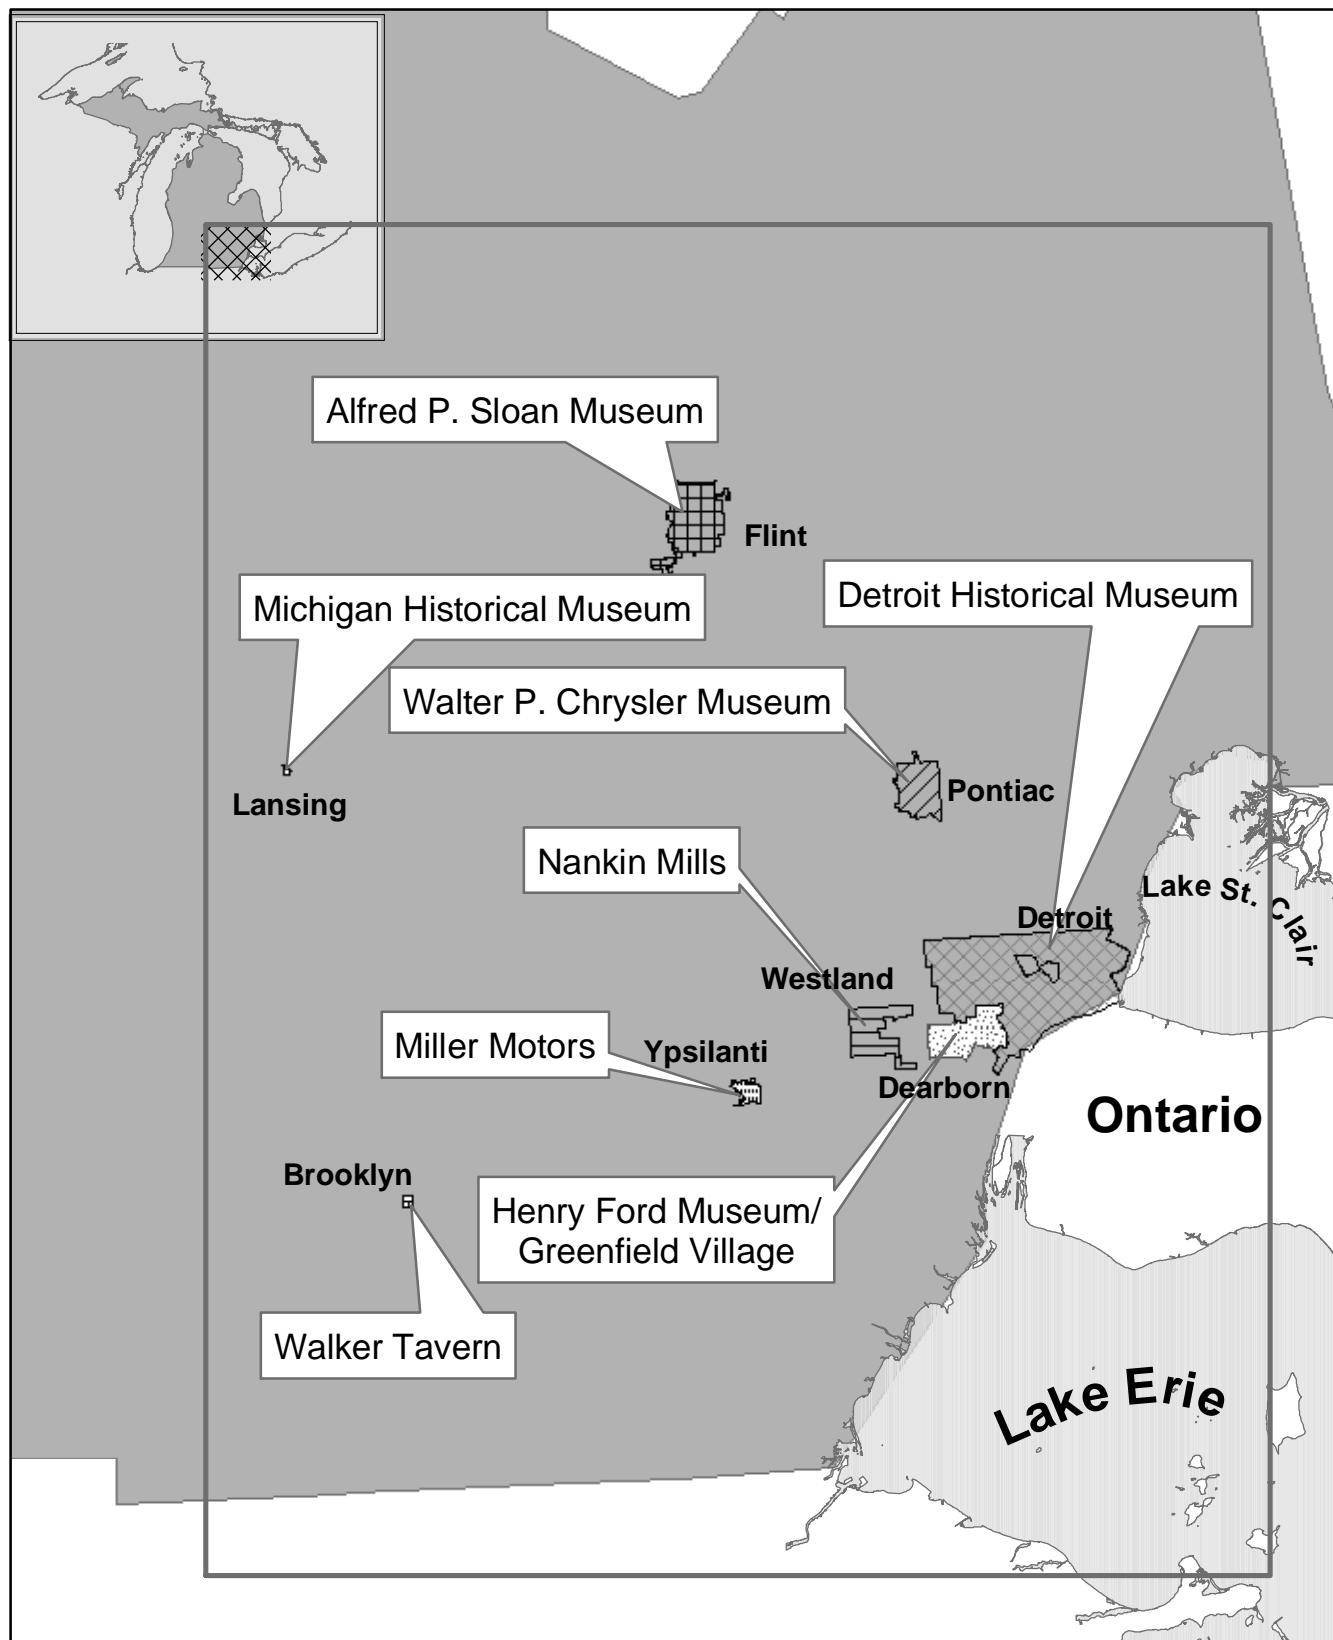 Alfred P. Sloan Museum
Flint
Michigan Historical Museum
Detroit Historical Museum
Walter P. Chrysler Museum
Lansing
Pontiac
Nankin Mills
Lake St. Clair
Detroit
Westland
Miller Motors
Ypsilanti
Dearborn
Ontario
Brooklyn
Henry Ford Museum/
Greenfield Village
Walker Tavern
Lake Erie